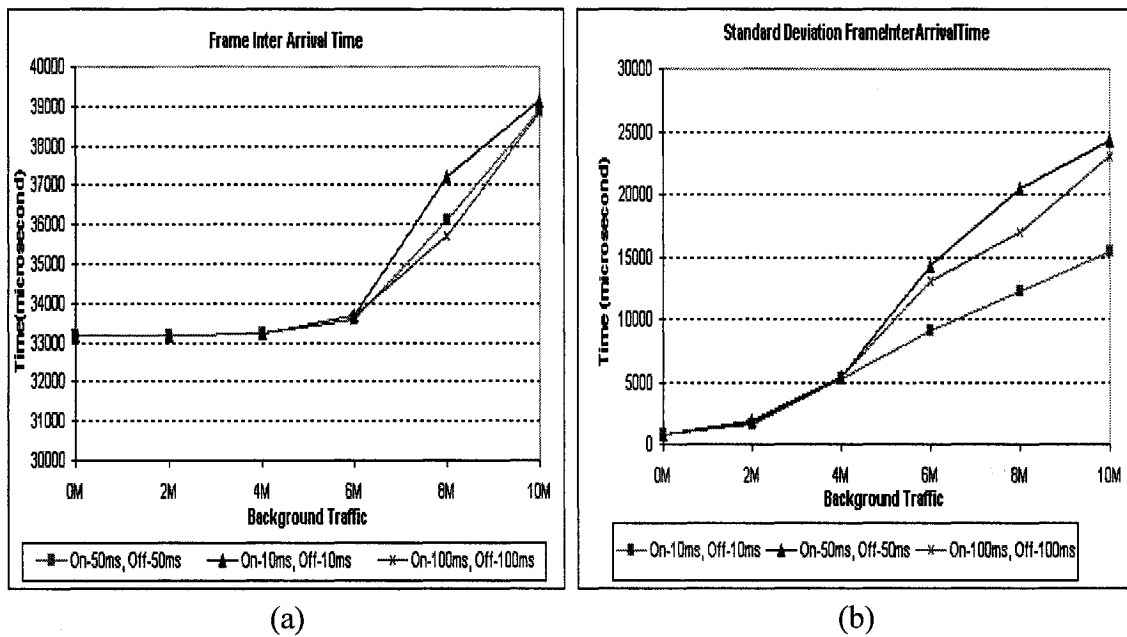 Frame Inter Arrival Time
40000
39000
38000
37000
36000
35000
34000
33000
32000
31000
30000
Time(microsecond)
0M 2M 4M 6M 8M 10M
Background Traffic
On-50ms, Off-50ms On-10ms, Off-10ms On-100ms, Off-100ms
(a)
Standard Deviation FrameInterArrivalTime
30000
25000
20000
15000
10000
5000
0
Time (microsecond)
0M 2M 4M 6M 8M 10M
Background Traffic
On-10ms, Off-10ms On-50ms, Off-50ms On-100ms, Off-100ms
(b)